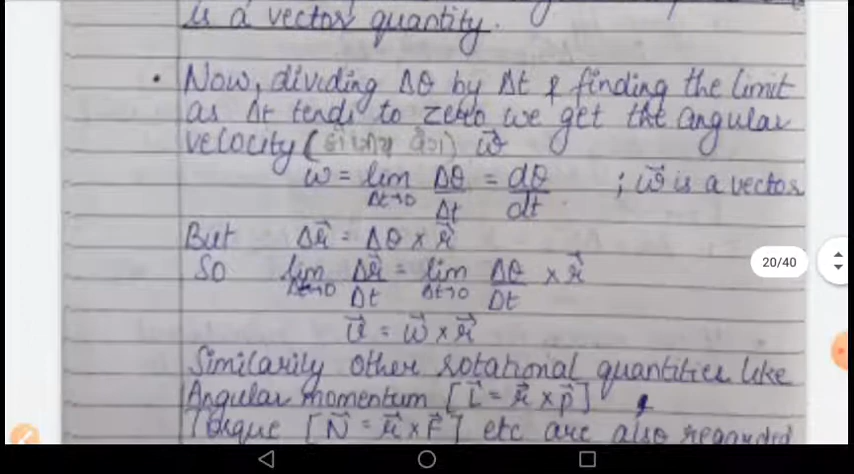 is a vector quantity.
• Now, dividing Δθ by Δt & finding the limit
as Δt tends to zero we get the angular
velocity ( वेग) w⃗
w = lim Δt→0 Δθ/Δt = dθ/dt ; w⃗ is a vector
But Δr⃗ = Δθ × r⃗
So lim Δt→0 Δr⃗/Δt = lim Δt→0 Δθ/Δt × r⃗
v⃗ = w⃗ × r⃗
20/40
Similarily other rotational quantities like
Angular momentum [L⃗ = r⃗ × p⃗] ,
Torque [N⃗ = r⃗ × F⃗] etc are also regarded